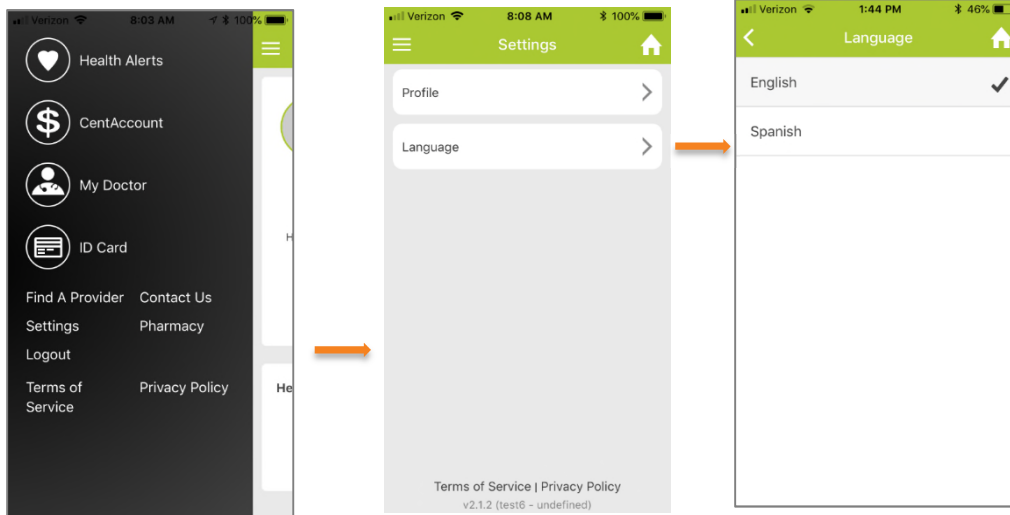 Verizon 8:03 AM 100%
Health Alerts
CentAccount
My Doctor
ID Card
Find A Provider Contact Us
Settings Pharmacy
Logout
Terms of Service Privacy Policy
H
He
Verizon 8:08 AM 100%
Settings
Profile
Language
Terms of Service | Privacy Policy
v2.1.2 (test6 - undefined)
Verizon 1:44 PM 46%
Language
English
Spanish